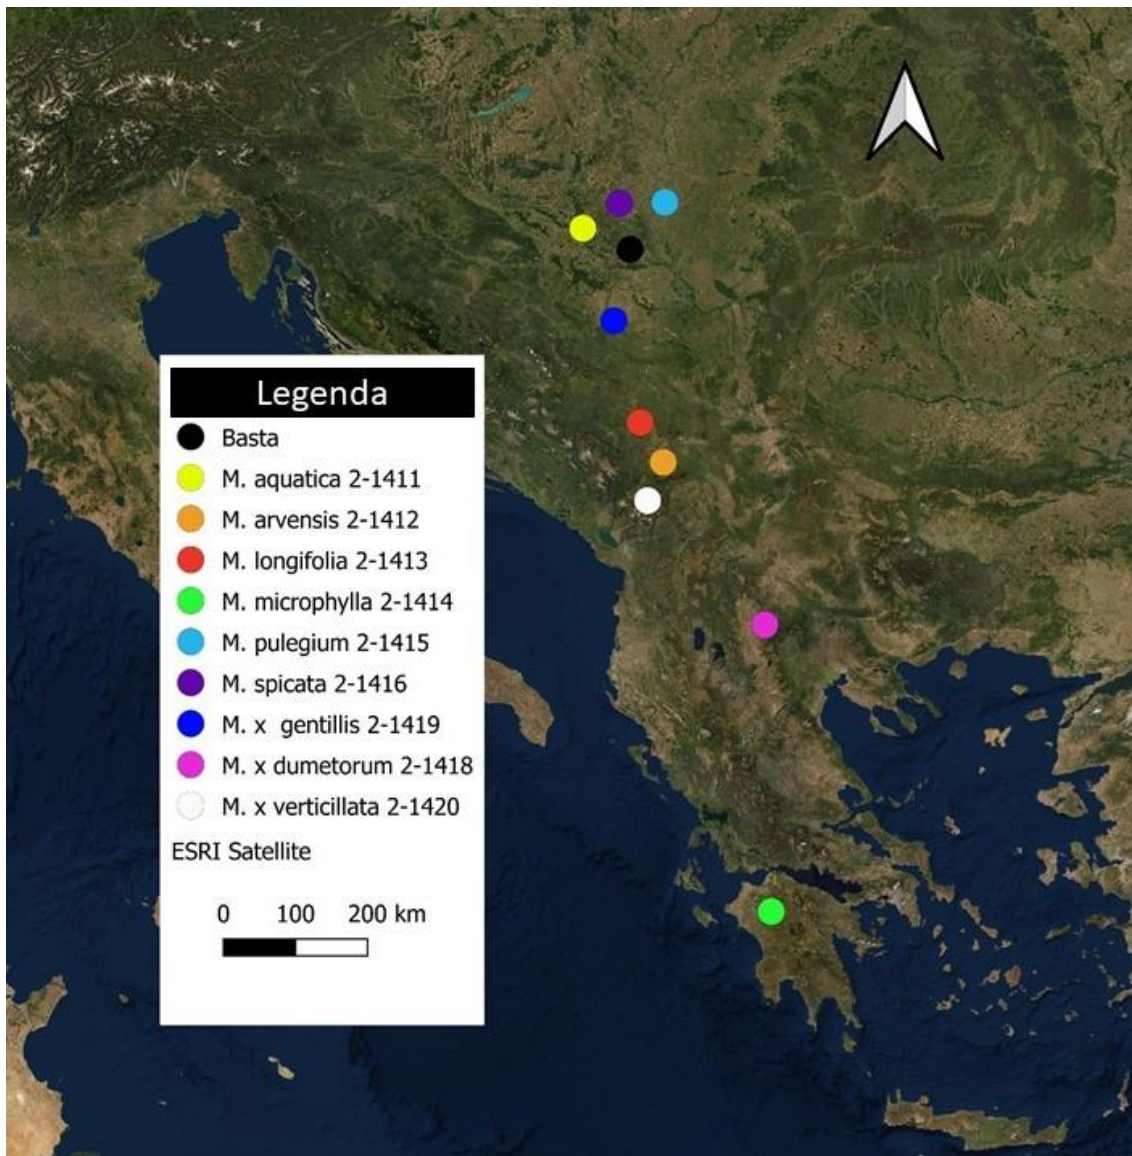 Legenda
Basta
M. aquatica 2-1411
M. arvensis 2-1412
M. longifolia 2-1413
M. microphylla 2-1414
M. pulegium 2-1415
M. spicata 2-1416
M. x  gentillis 2-1419
M. x dumetorum 2-1418
M. x verticillata 2-1420
ESRI Satellite
0 100 200 km